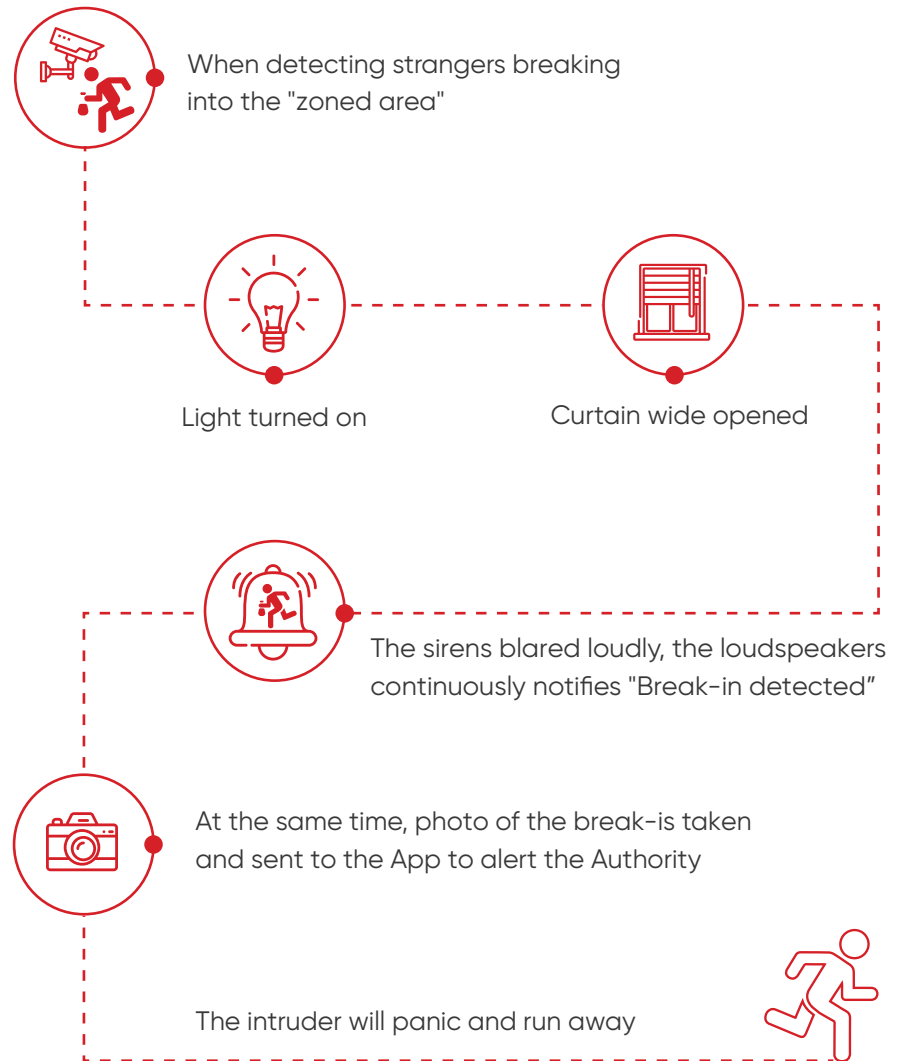 When detecting strangers breaking
into the "zoned area"
Light turned on
Curtain wide opened
The sirens blared loudly, the loudspeakers
continuously notifies "Break-in detected”
At the same time, photo of the break-is taken
and sent to the App to alert the Authority
The intruder will panic and run away